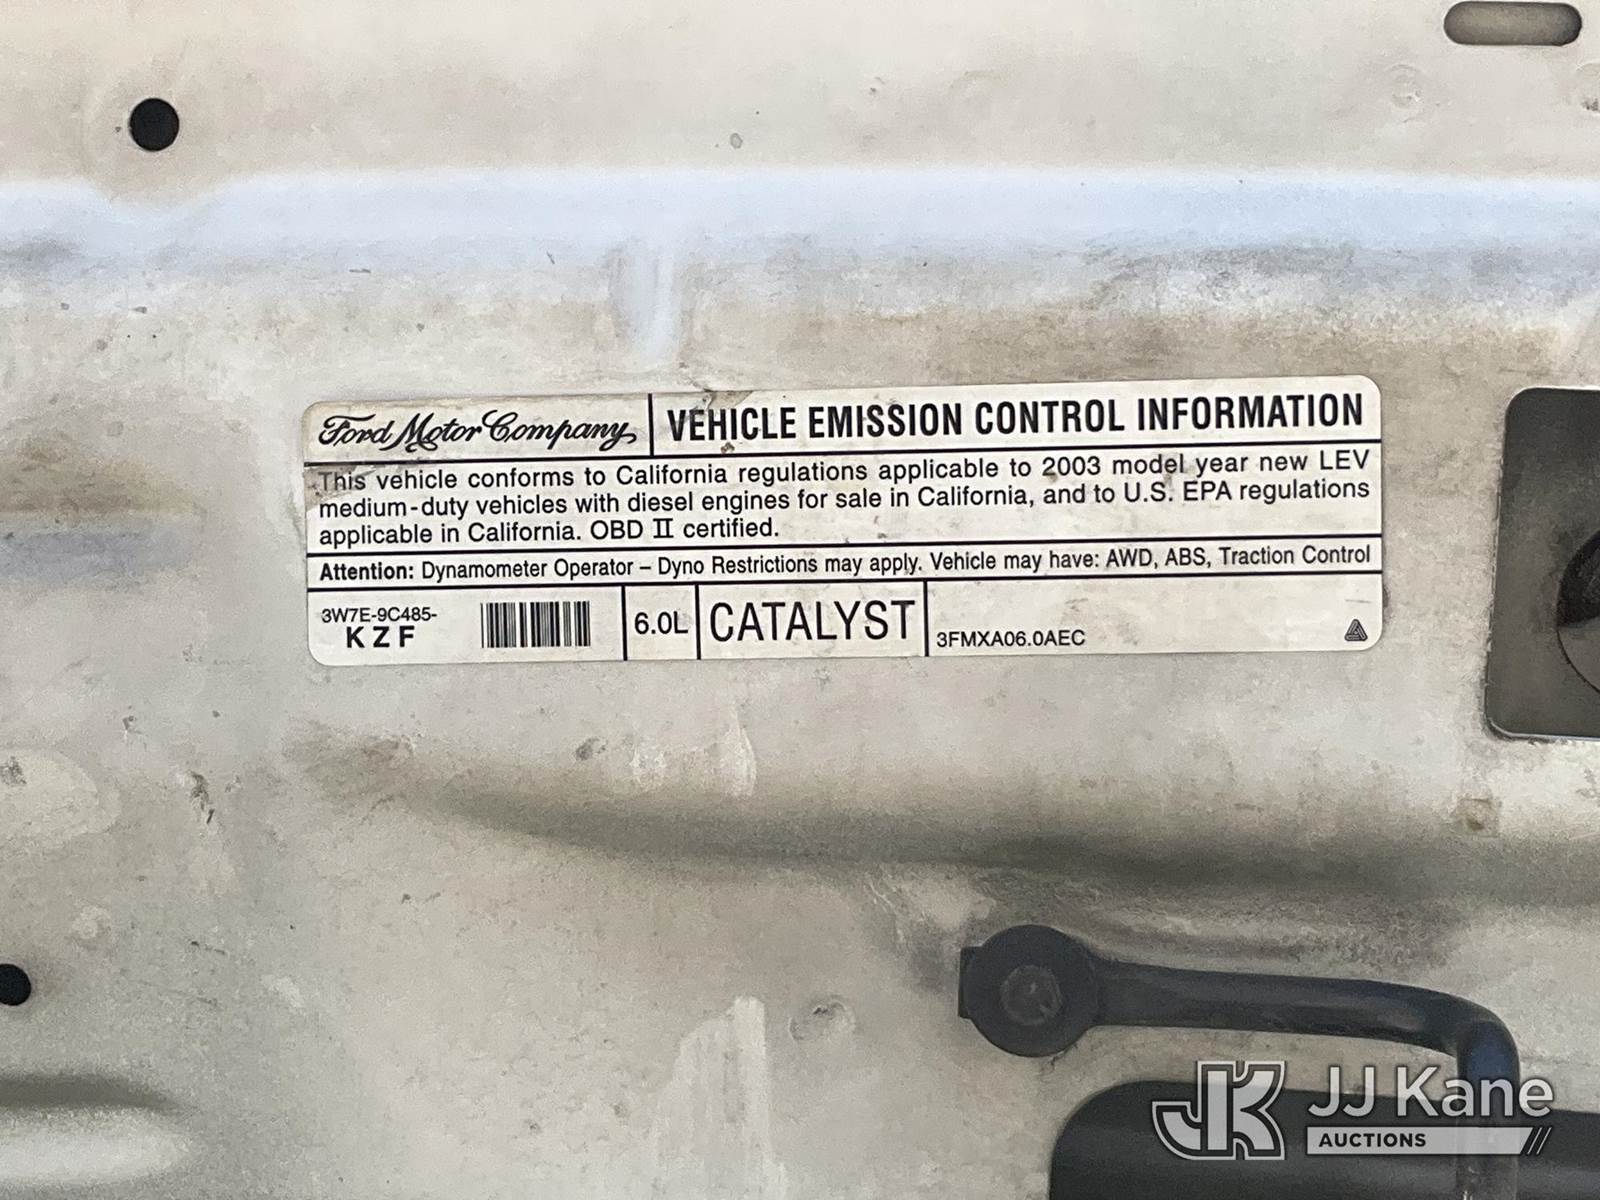 Ford Motor Company VEHICLE EMISSION CONTROL INFORMATION
This vehicle conforms to California regulations applicable to 2003 model year new LEV
medium-duty vehicles with diesel engines for sale in California, and to U.S. EPA regulations
applicable in California. OBD II certified.
Attention: Dynamometer Operator – Dyno Restrictions may apply. Vehicle may have: AWD, ABS, Traction Control
3W7E-9C485-
KZF
6.0L
CATALYST
3FMXA06.0AEC
JK JJ Kane
AUCTIONS